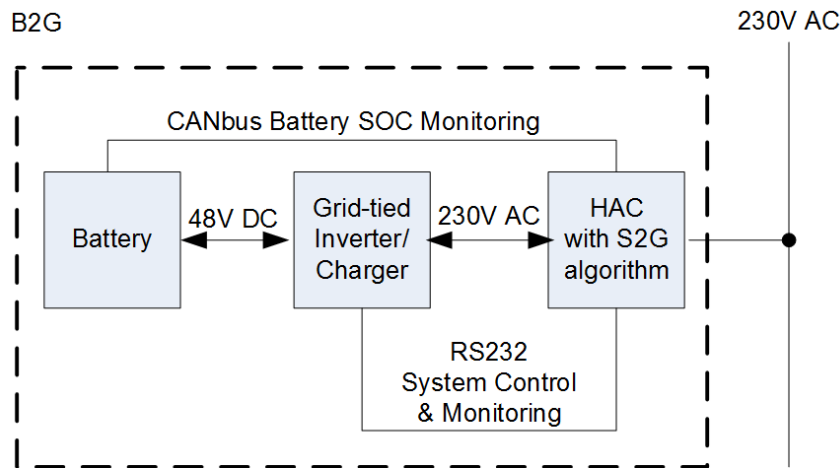 B2G
230V AC
CANbus Battery SOC Monitoring
Battery
48V DC
Grid-tied
Inverter/
Charger
230V AC
HAC
with S2G
algorithm
RS232
System Control
& Monitoring